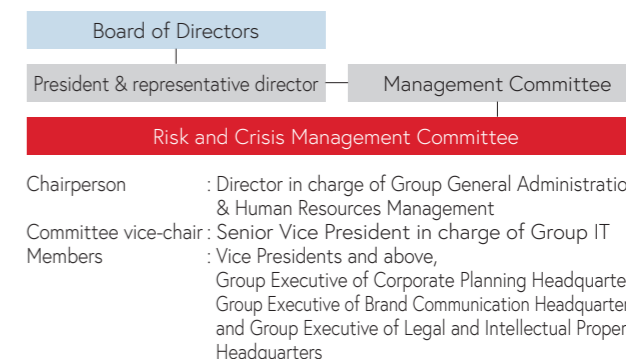 Board of Directors
President & representative director
Management Committee
Risk and Crisis Management Committee
Chairperson : Director in charge of Group General Administratio
& Human Resources Management
Committee vice-chair : Senior Vice President in charge of Group IT
Members : Vice Presidents and above,
Group Executive of Corporate Planning Headquarte
Group Executive of Brand Communication Headquarter
and Group Executive of Legal and Intellectual Proper
Headquarters